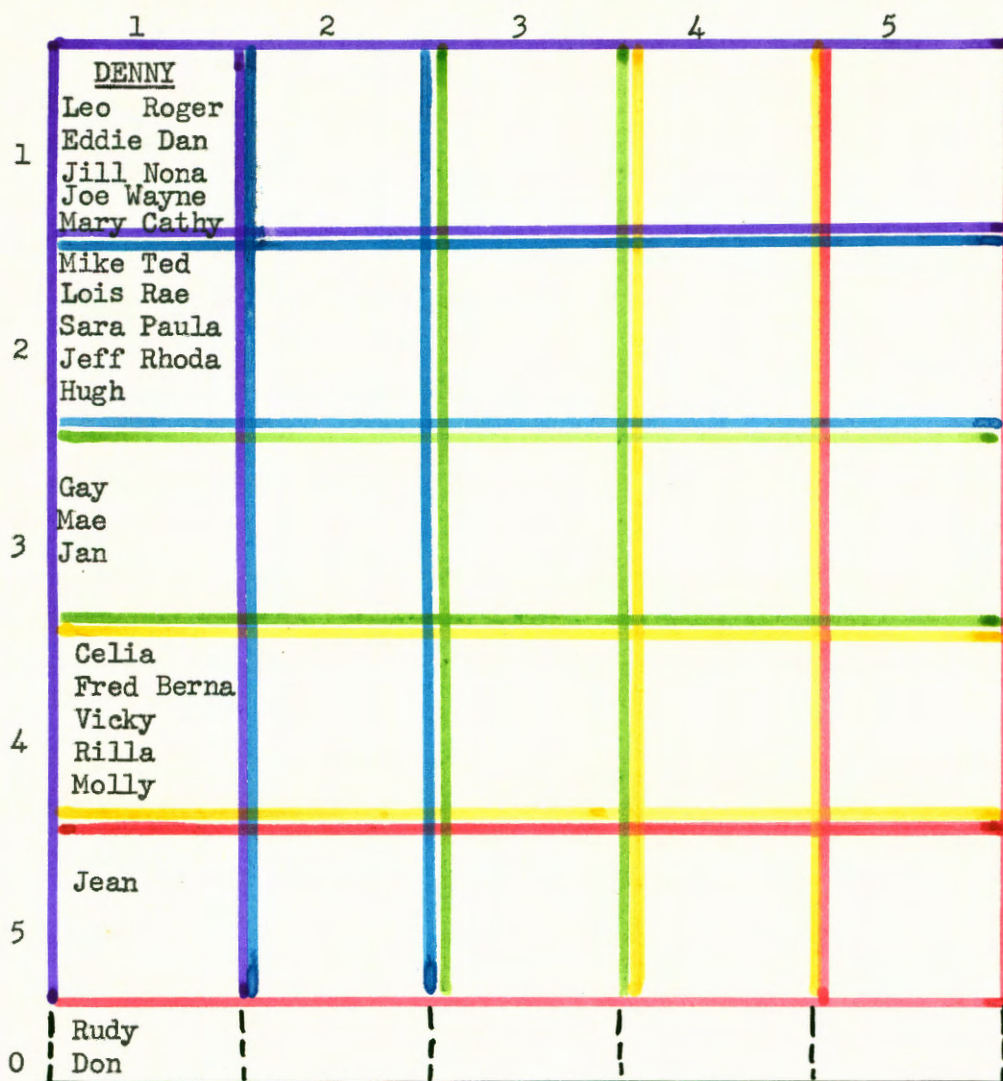 1 2 3 4 5
DENNY
Leo Roger
Eddie Dan
1
Jill Nona
Joe Wayne
Mary Cathy
Mike Ted
Lois Rae
Sara Paula
2
Jeff Rhoda
Hugh
Gay
Mae
3
Jan
Celia
Fred Berna
Vicky
4
Rilla
Molly
Jean
5
Rudy
0
Don